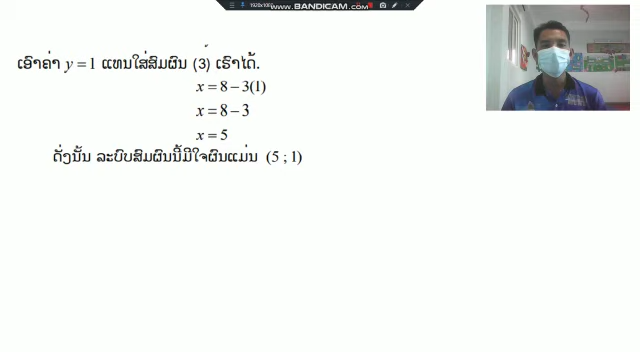 1920x1080
www.BANDICAM.com
ເອົາຄ່າ y = 1 ແທນໃສ່ສົມຜົນ (3) ເຮົາໄດ້.
x = 8 − 3(1)
x = 8 − 3
x = 5
ດັ່ງນັ້ນ ລະບົບສົມຜົນນີ້ມີໃຈຜົນແມ່ນ (5 ; 1)